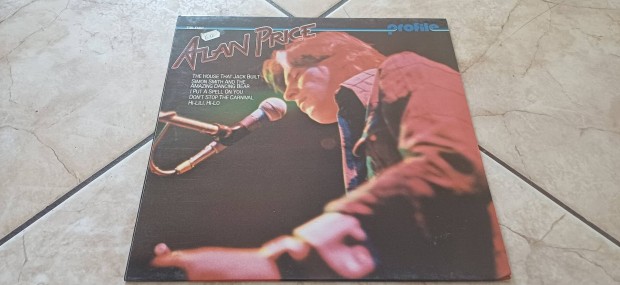 ALAN PRICE
profile
THE HOUSE THAT JACK BUILT
SIMON SMITH AND THE
AMAZING DANCING BEAR
I PUT A SPELL ON YOU
DON'T STOP THE CARNIVAL
HI-LILI, HI-LO